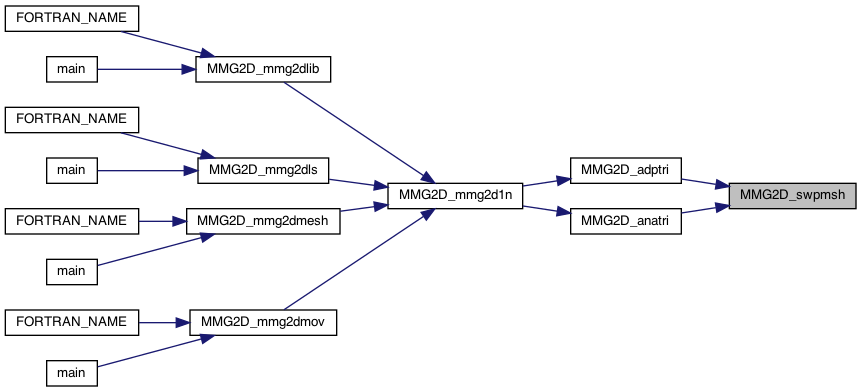 FORTRAN_NAME
main
MMG2D_mmg2dlib
FORTRAN_NAME
main
MMG2D_mmg2dls
MMG2D_adptri
MMG2D_mmg2d1n
MMG2D_swpmsh
FORTRAN_NAME
MMG2D_mmg2dmesh
MMG2D_anatri
main
FORTRAN_NAME
MMG2D_mmg2dmov
main